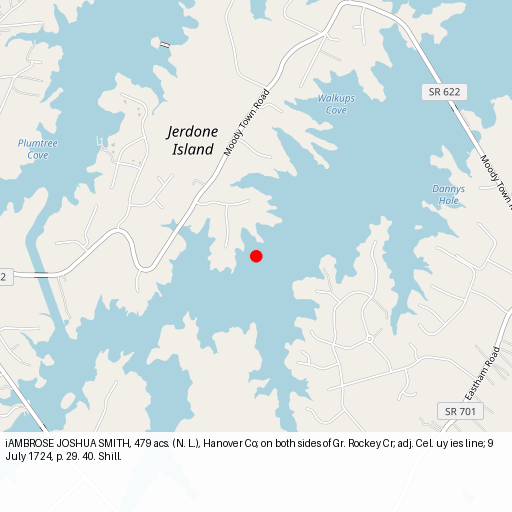 SR 622
Walkups
Cove
Moody Town Road
Jerdone
Island
Plumtree
Cove
Moody Town R
Dannys
Hole
2
Eastham Road
SR 701
iAMBROSE JOSHUA SMITH, 479 acs. (N. L.), Hanover Co; on both sides of Gr. Rockey Cr; adj. Cel. uy ies line; 9
July 1724, p. 29. 40. Shill.